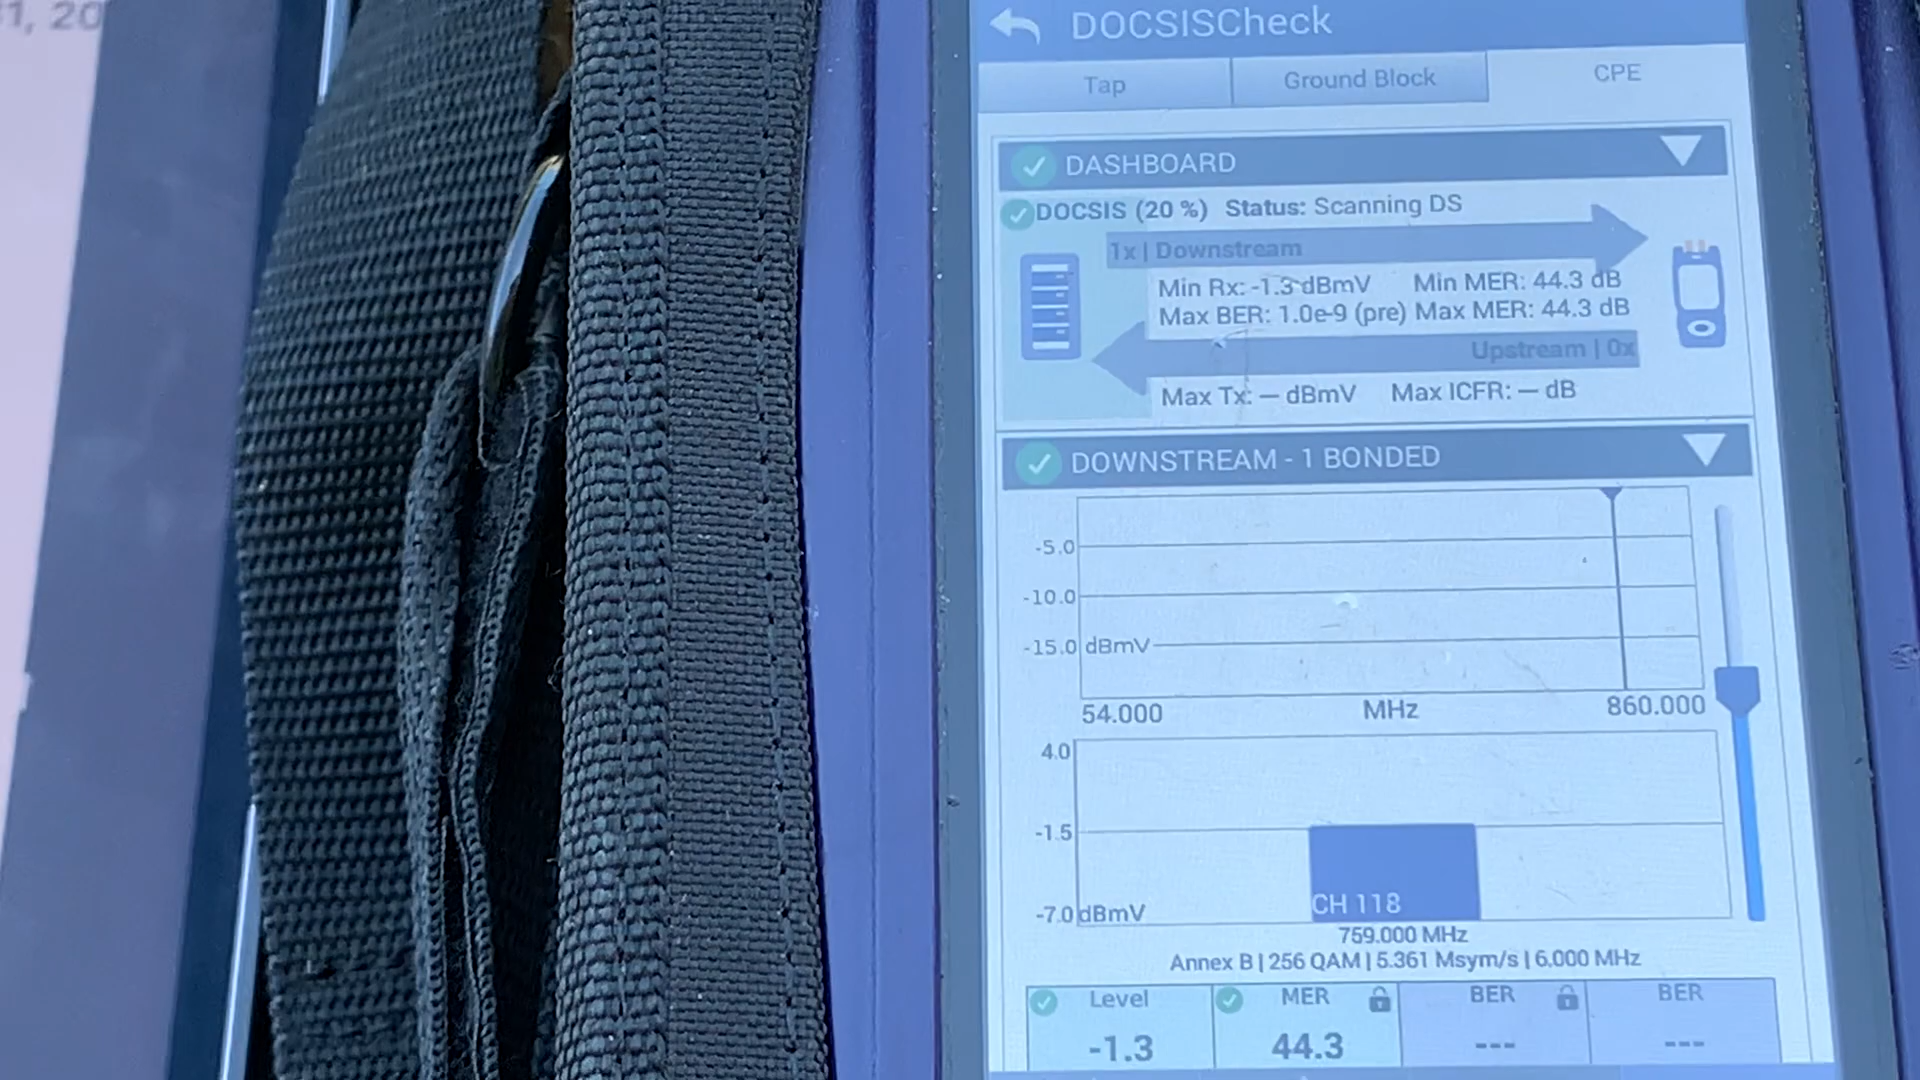 1, 20
DOCSISCheck
Tap
Ground Block
CPE
DASHBOARD
DOCSIS (20 %) Status: Scanning DS
1x | Downstream
Min Rx: -1.3 dBmV Min MER: 44.3 dB
Max BER: 1.0e-9 (pre) Max MER: 44.3 dB
Upstream | 0x
Max Tx: — dBmV Max ICFR: — dB
DOWNSTREAM - 1 BONDED
-5.0
-10.0
-15.0 dBmV
54.000 MHz 860.000
4.0
-1.5
CH 118
-7.0 dBmV
759.000 MHz
Annex B | 256 QAM | 5.361 Msym/s | 6.000 MHz
Level MER BER BER
-1.3 44.3 --- ---